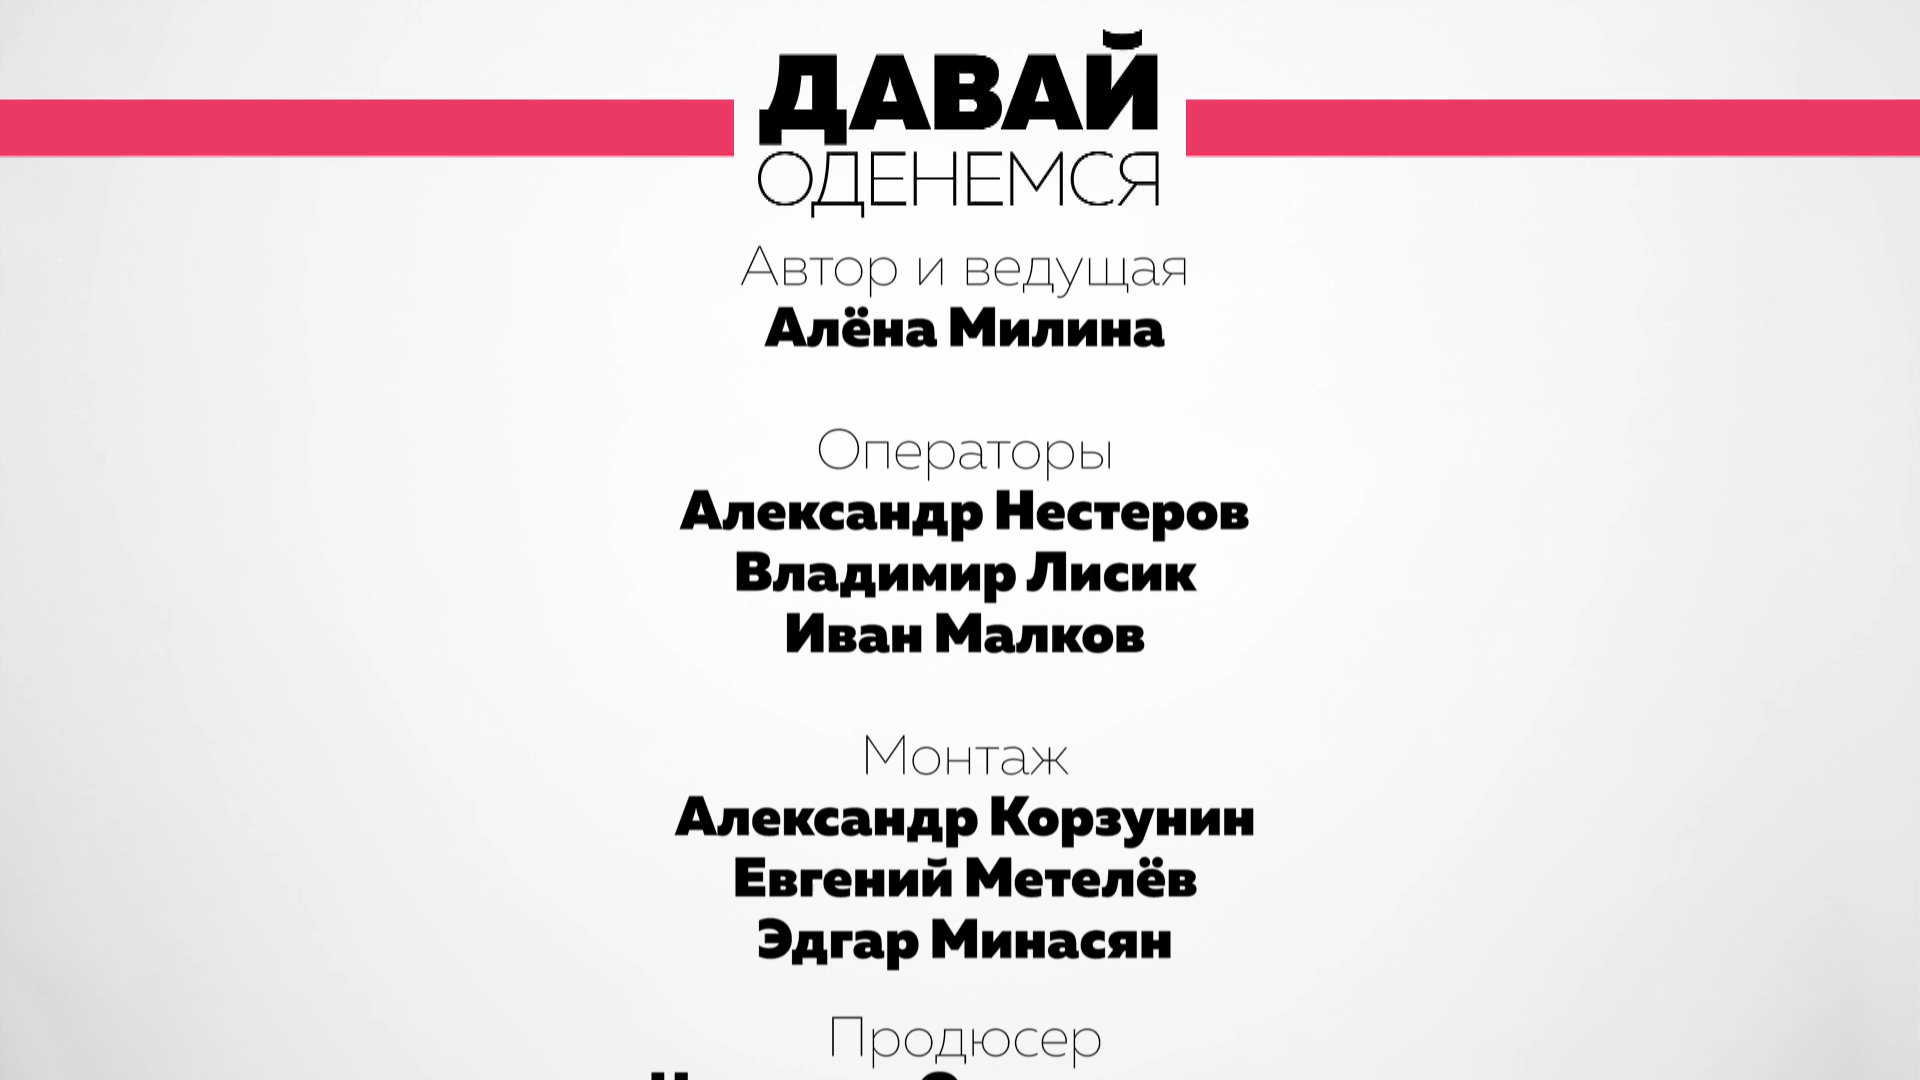 ДАВАЙ
ОДЕНЕМСЯ
Автор и ведущая
Алёна Милина
Операторы
Александр Нестеров
Владимир Лисик
Иван Малков
Монтаж
Александр Корзунин
Евгений Метелёв
Эдгар Минасян
Продюсер